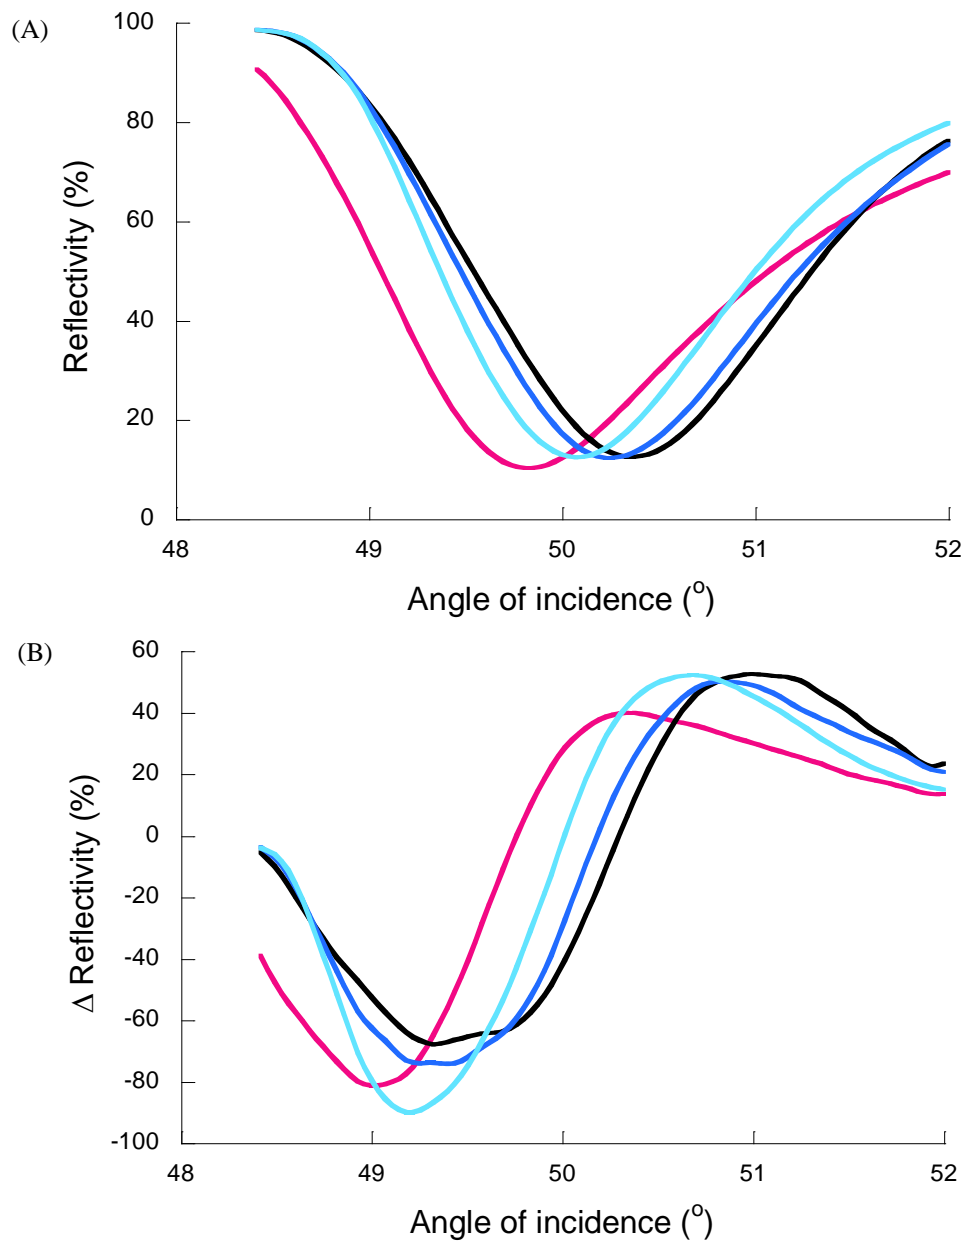 (A)
100
80
60
40
20
0
Reflectivity (%)
48 49 50 51 52
Angle of incidence (°)
(B)
60
40
20
0
-20
-40
-60
-80
-100
Δ Reflectivity (%)
48 49 50 51 52
Angle of incidence (°)